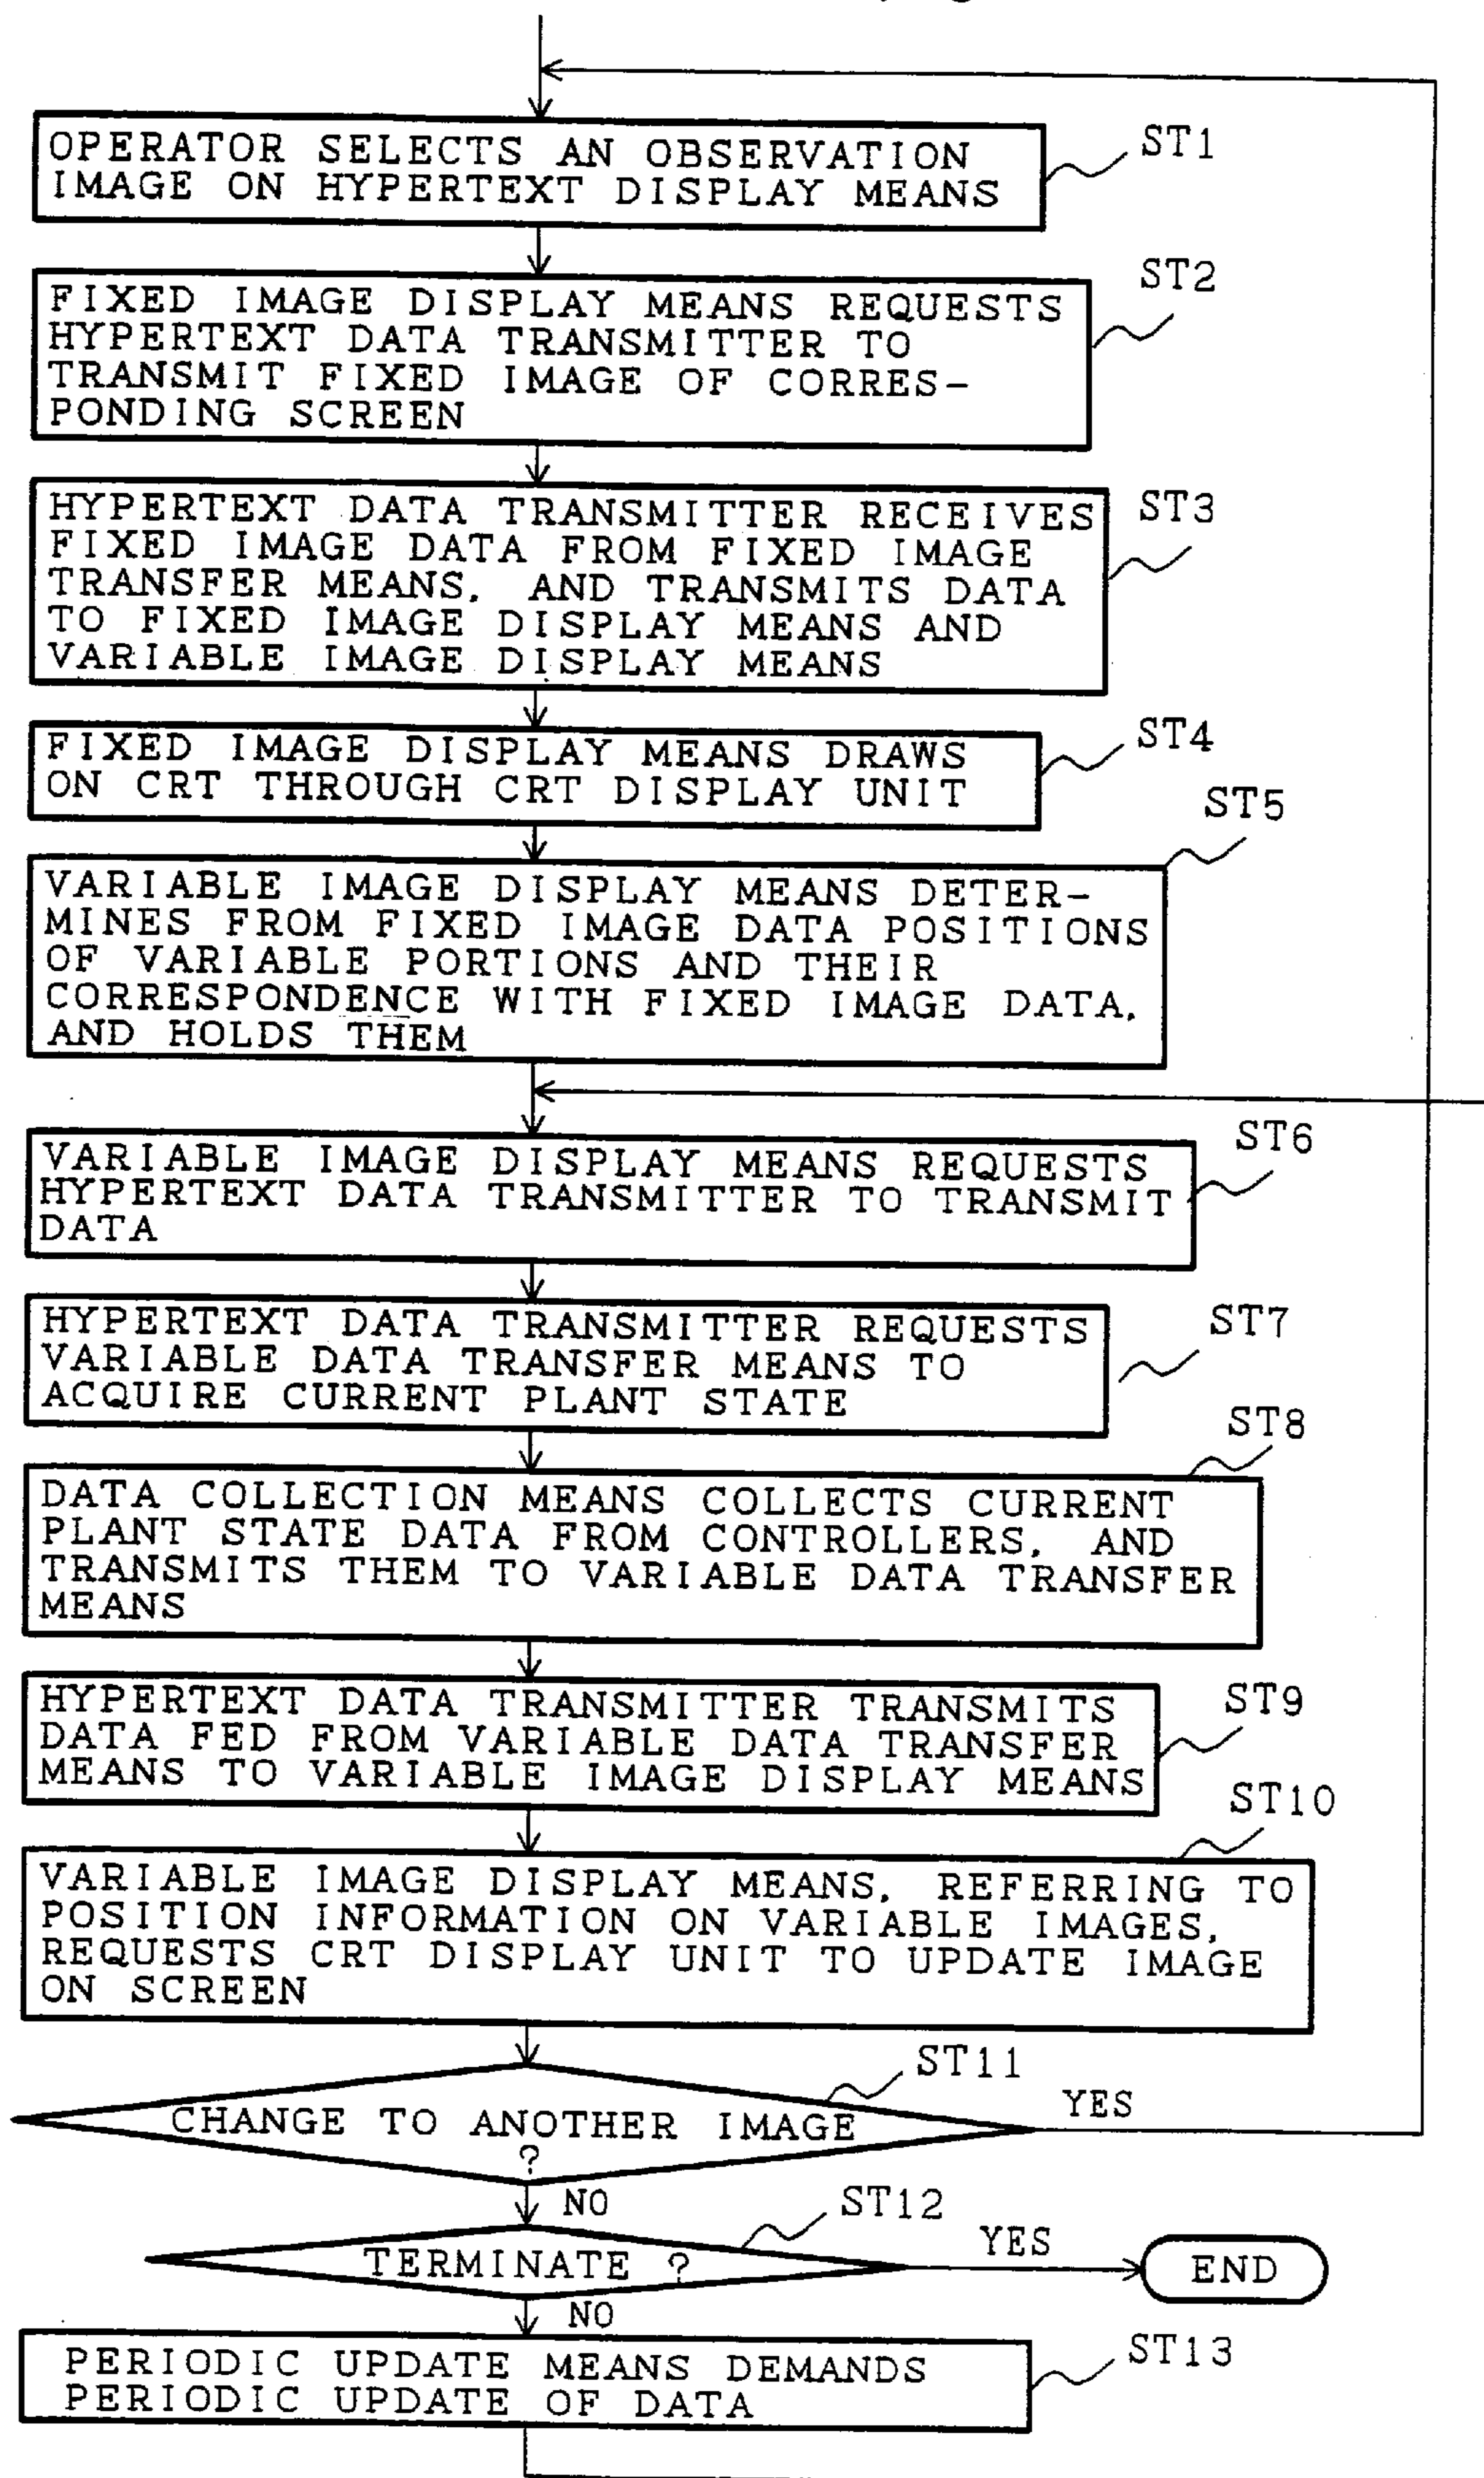 OPERATOR SELECTS AN OBSERVATION
IMAGE ON HYPERTEXT DISPLAY MEANS
ST1
FIXED IMAGE DISPLAY MEANS REQUESTS
HYPERTEXT DATA TRANSMITTER TO
TRANSMIT FIXED IMAGE OF CORRES-
PONDING SCREEN
ST2
HYPERTEXT DATA TRANSMITTER RECEIVES
FIXED IMAGE DATA FROM FIXED IMAGE
TRANSFER MEANS, AND TRANSMITS DATA
TO FIXED IMAGE DISPLAY MEANS AND
VARIABLE IMAGE DISPLAY MEANS
ST3
FIXED IMAGE DISPLAY MEANS DRAWS
ON CRT THROUGH CRT DISPLAY UNIT
ST4
VARIABLE IMAGE DISPLAY MEANS DETER-
MINES FROM FIXED IMAGE DATA POSITIONS
OF VARIABLE PORTIONS AND THEIR
CORRESPONDENCE WITH FIXED IMAGE DATA,
AND HOLDS THEM
ST5
VARIABLE IMAGE DISPLAY MEANS REQUESTS
HYPERTEXT DATA TRANSMITTER TO TRANSMIT
DATA
ST6
HYPERTEXT DATA TRANSMITTER REQUESTS
VARIABLE DATA TRANSFER MEANS TO
ACQUIRE CURRENT PLANT STATE
ST7
DATA COLLECTION MEANS COLLECTS CURRENT
PLANT STATE DATA FROM CONTROLLERS, AND
TRANSMITS THEM TO VARIABLE DATA TRANSFER
MEANS
ST8
HYPERTEXT DATA TRANSMITTER TRANSMITS
DATA FED FROM VARIABLE DATA TRANSFER
MEANS TO VARIABLE IMAGE DISPLAY MEANS
ST9
VARIABLE IMAGE DISPLAY MEANS, REFERRING TO
POSITION INFORMATION ON VARIABLE IMAGES,
REQUESTS CRT DISPLAY UNIT TO UPDATE IMAGE
ON SCREEN
ST10
CHANGE TO ANOTHER IMAGE
?
ST11
YES
NO
TERMINATE ?
ST12
YES
END
NO
PERIODIC UPDATE MEANS DEMANDS
PERIODIC UPDATE OF DATA
ST13